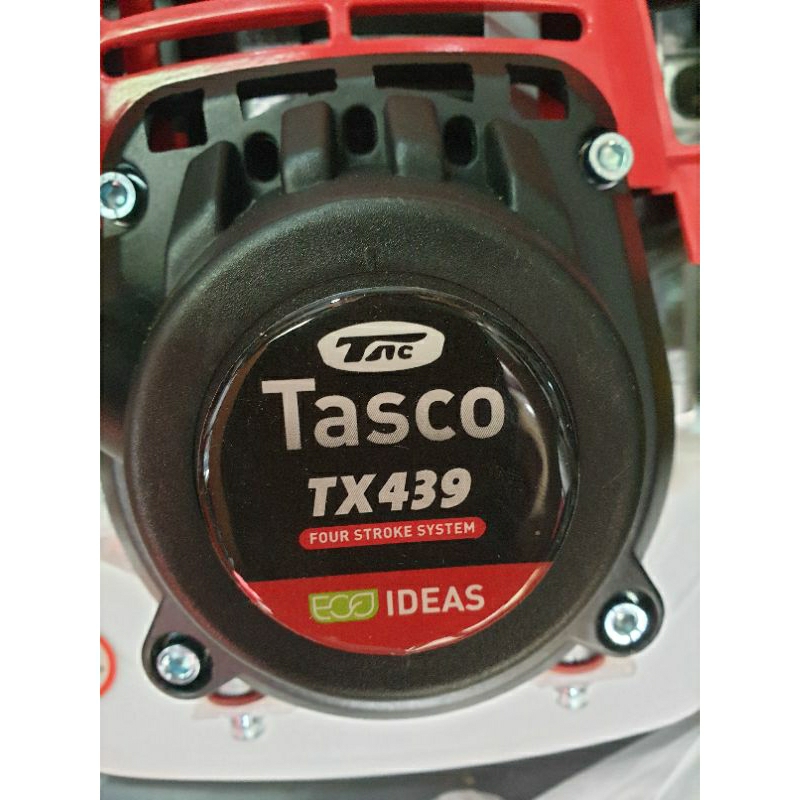 TAC
Tasco
TX439
FOUR STROKE SYSTEM
ECO IDEAS